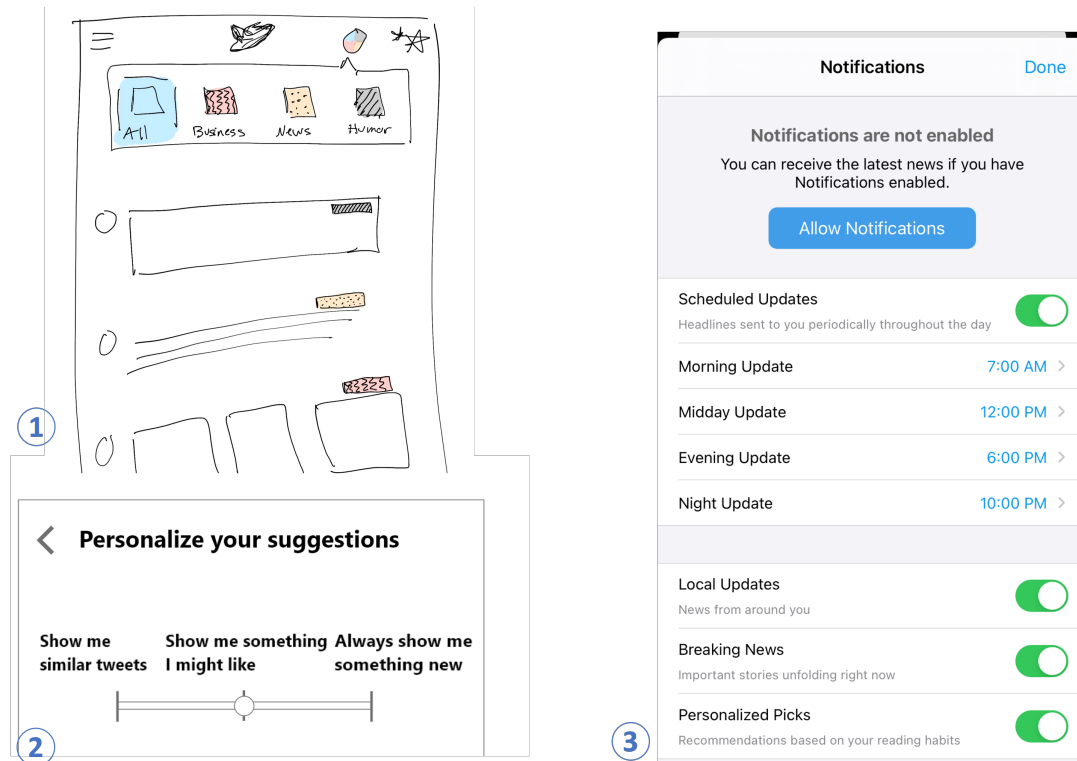 All
Business
News
Humor
1
Personalize your suggestions
Show me
similar tweets
Show me something
I might like
Always show me
something new
2
Notifications
Done
Notifications are not enabled
You can receive the latest news if you have
Notifications enabled.
Allow Notifications
Scheduled Updates
Headlines sent to you periodically throughout the day
Morning Update 7:00 AM
Midday Update 12:00 PM
Evening Update 6:00 PM
Night Update 10:00 PM
Local Updates
News from around you
Breaking News
Important stories unfolding right now
Personalized Picks
Recommendations based on your reading habits
3